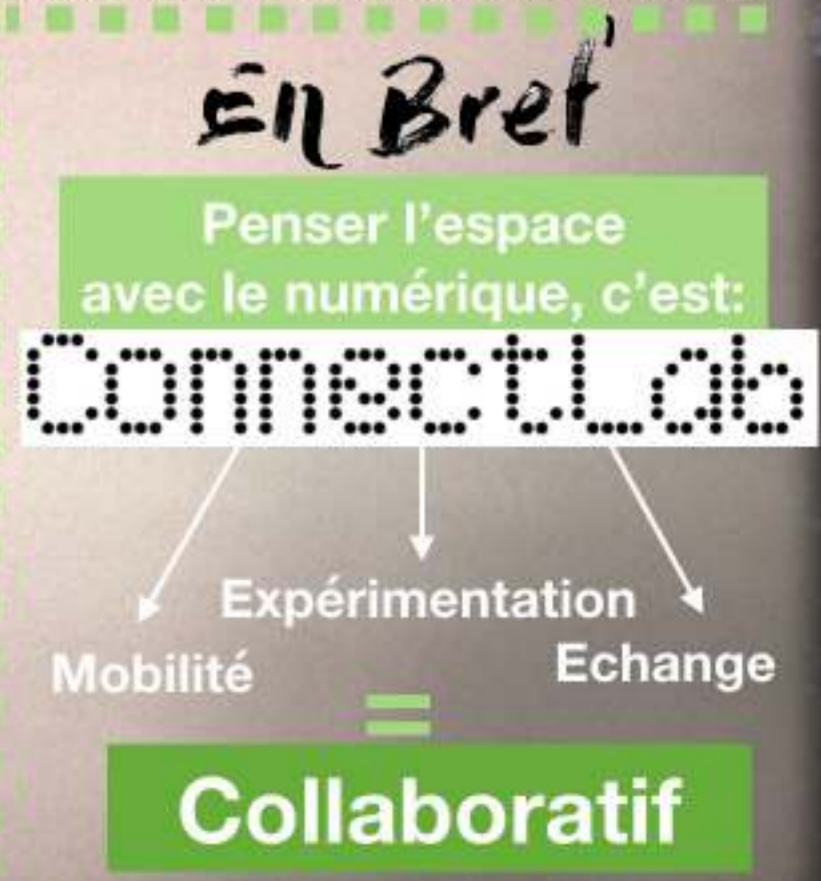 En Bref'
Penser l'espace
avec le numérique, c'est:
ConnectLab
Expérimentation
Mobilité
Echange
=
Collaboratif